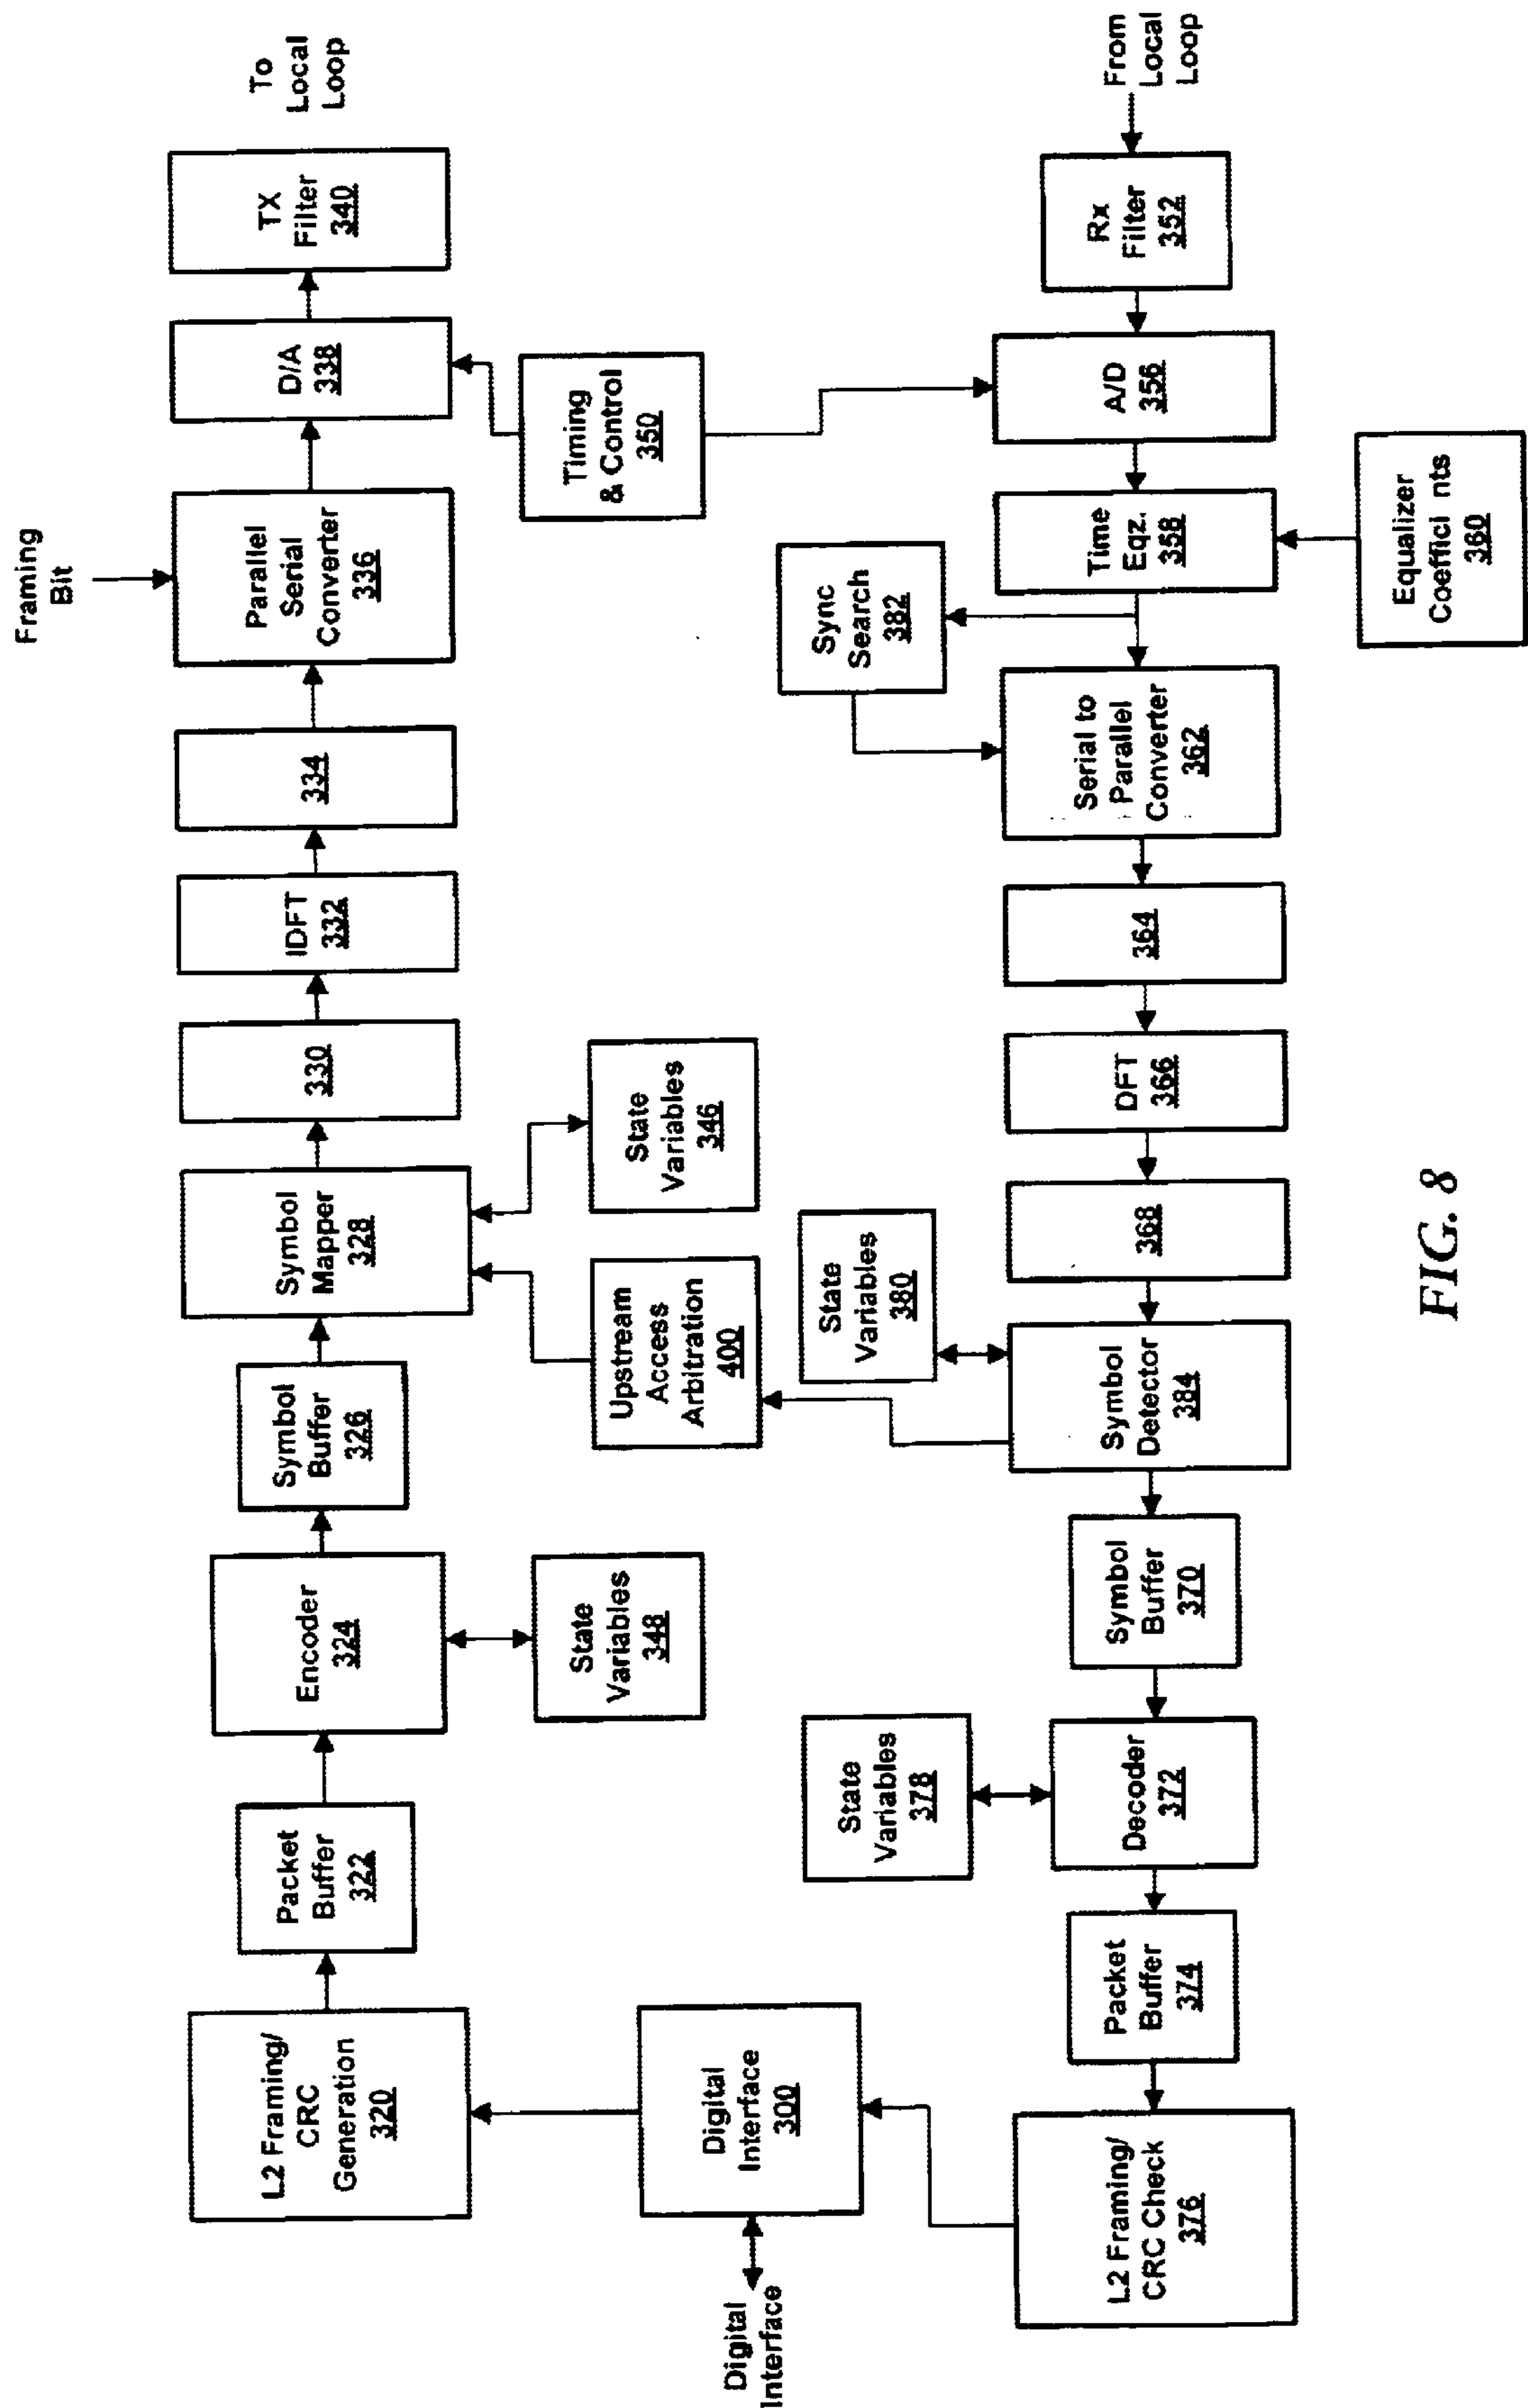 Framing
Bit
To
Local
Loop
L2 Framing/
CRC
Generation
320
Packet
Buffer
322
Encoder
324
Symbol
Buffer
326
Symbol
Mapper
328
330
IDFT
332
334
Parallel
Serial
Converter
336
D/A
338
TX
Filter
340
State
Variables
348
Upstream
Access
Arbitration
400
State
Variables
346
Timing
& Control
350
Digital
Interface
Digital
Interface
300
State
Variables
378
State
Variables
380
Sync
Search
382
L2 Framing/
CRC Check
376
Packet
Buffer
374
Decoder
372
Symbol
Buffer
370
Symbol
Detector
384
368
DFT
366
364
Serial to
Parallel
Converter
362
Time
Eqz.
358
A/D
356
Rx
Filter
352
From
Local
Loop
Equalizer
Coeffici nts
360
FIG. 8